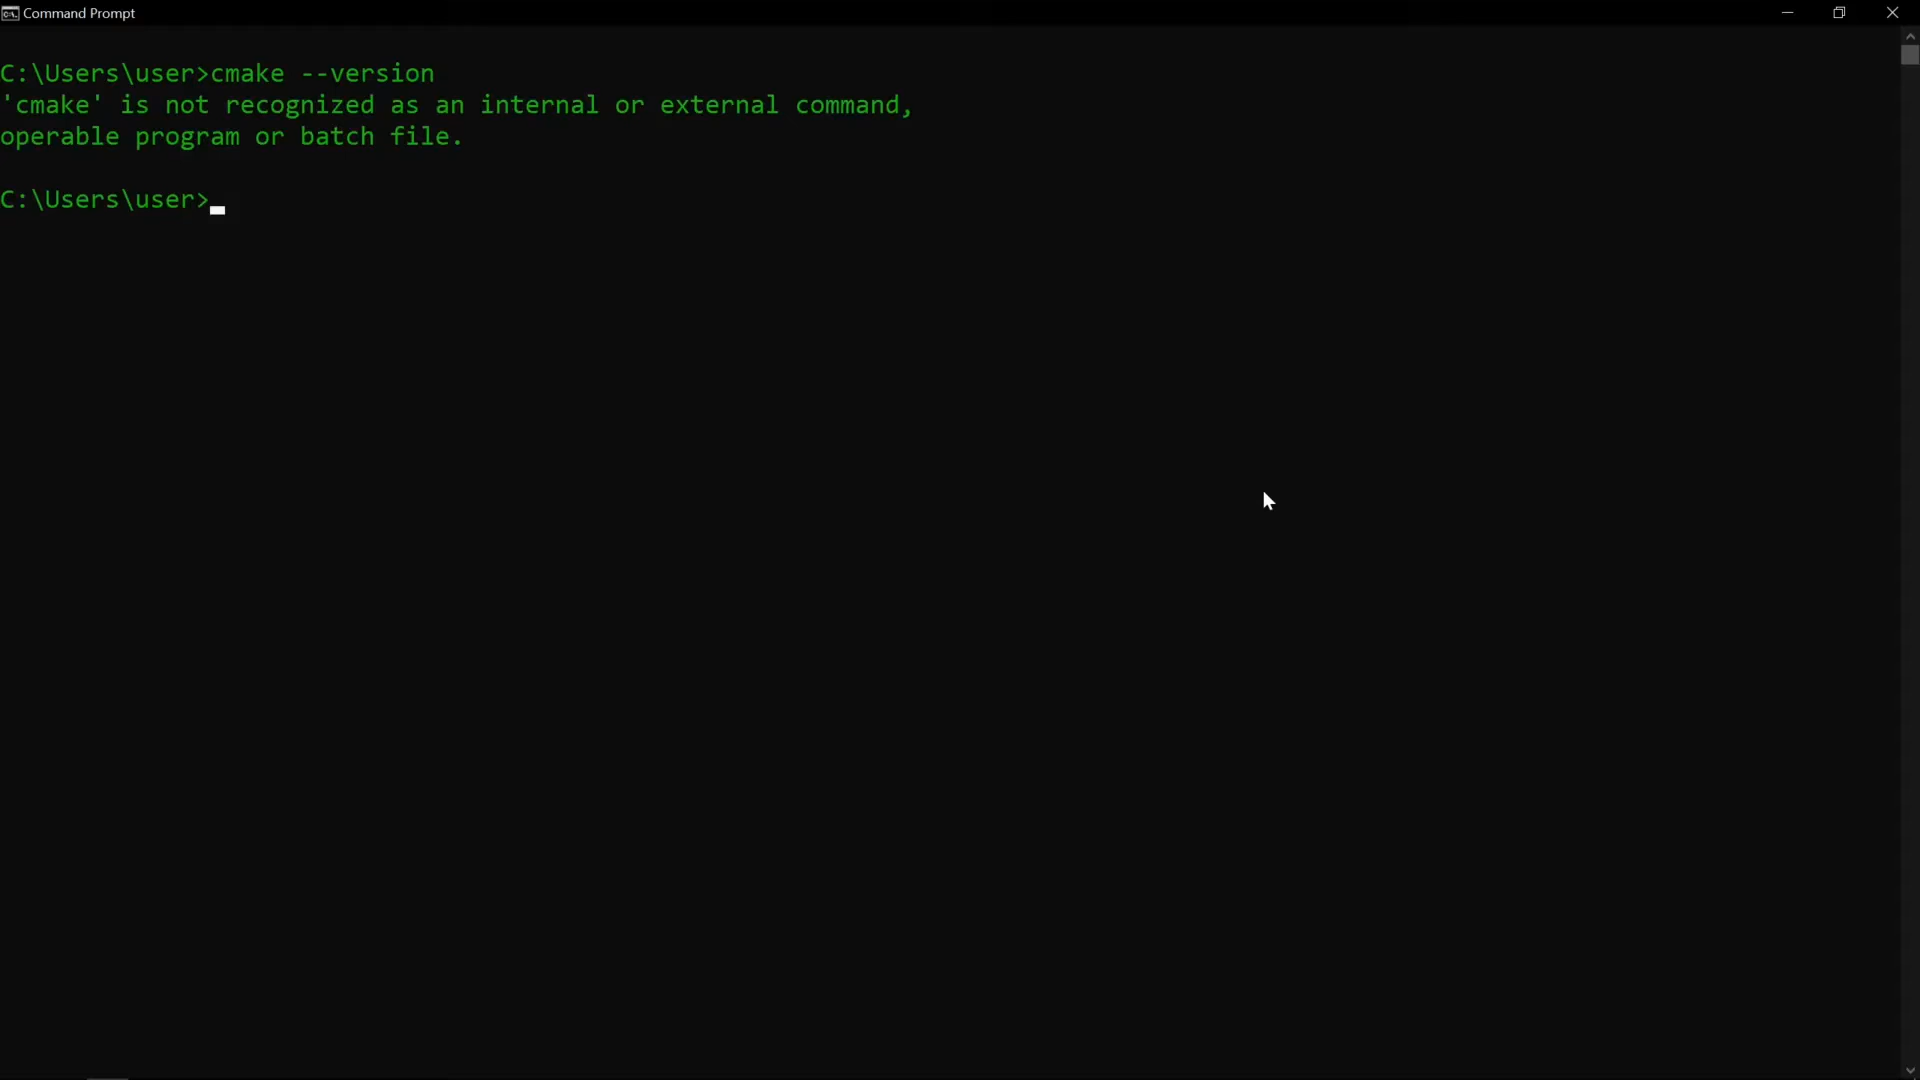 Command Prompt
C:\Users\user>cmake --version
'cmake' is not recognized as an internal or external command,
operable program or batch file.
C:\Users\user>